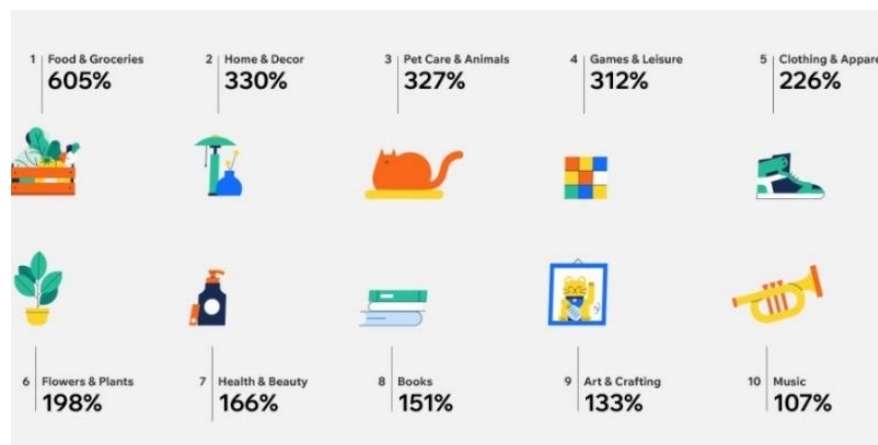 1 Food & Groceries
605%
2 Home & Decor
330%
3 Pet Care & Animals
327%
4 Games & Leisure
312%
5 Clothing & Appare
226%
6 Flowers & Plants
198%
7 Health & Beauty
166%
8 Books
151%
9 Art & Crafting
133%
10 Music
107%